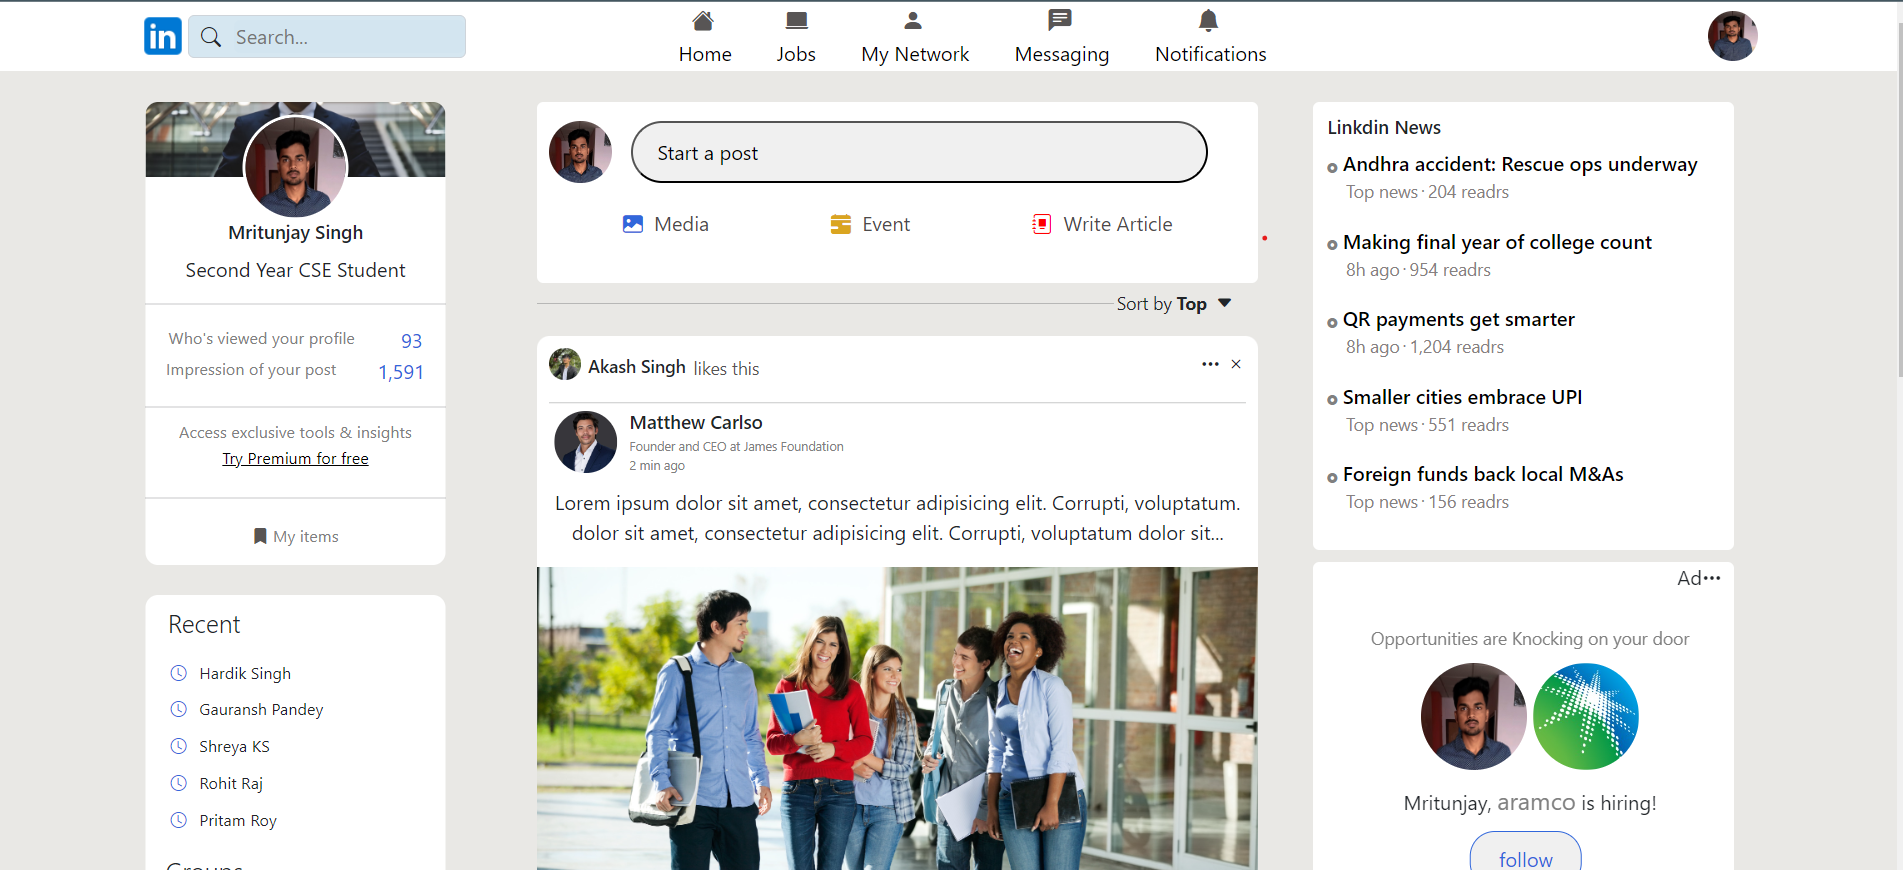 in
Search...
Home
Jobs
My Network
Messaging
Notifications
Mritunjay Singh
Second Year CSE Student
Who's viewed your profile 93
Impression of your post 1,591
Access exclusive tools & insights
Try Premium for free
My items
Recent
Hardik Singh
Gauransh Pandey
Shreya KS
Rohit Raj
Pritam Roy
Groups
Start a post
Media
Event
Write Article
Sort by Top
Akash Singh likes this
Matthew Carlso
Founder and CEO at James Foundation
2 min ago
Lorem ipsum dolor sit amet, consectetur adipisicing elit. Corrupti, voluptatum.
dolor sit amet, consectetur adipisicing elit. Corrupti, voluptatum dolor sit...
Linkdin News
Andhra accident: Rescue ops underway
Top news · 204 readrs
Making final year of college count
8h ago · 954 readrs
QR payments get smarter
8h ago · 1,204 readrs
Smaller cities embrace UPI
Top news · 551 readrs
Foreign funds back local M&As
Top news · 156 readrs
Ad
Opportunities are Knocking on your door
Mritunjay, aramco is hiring!
follow